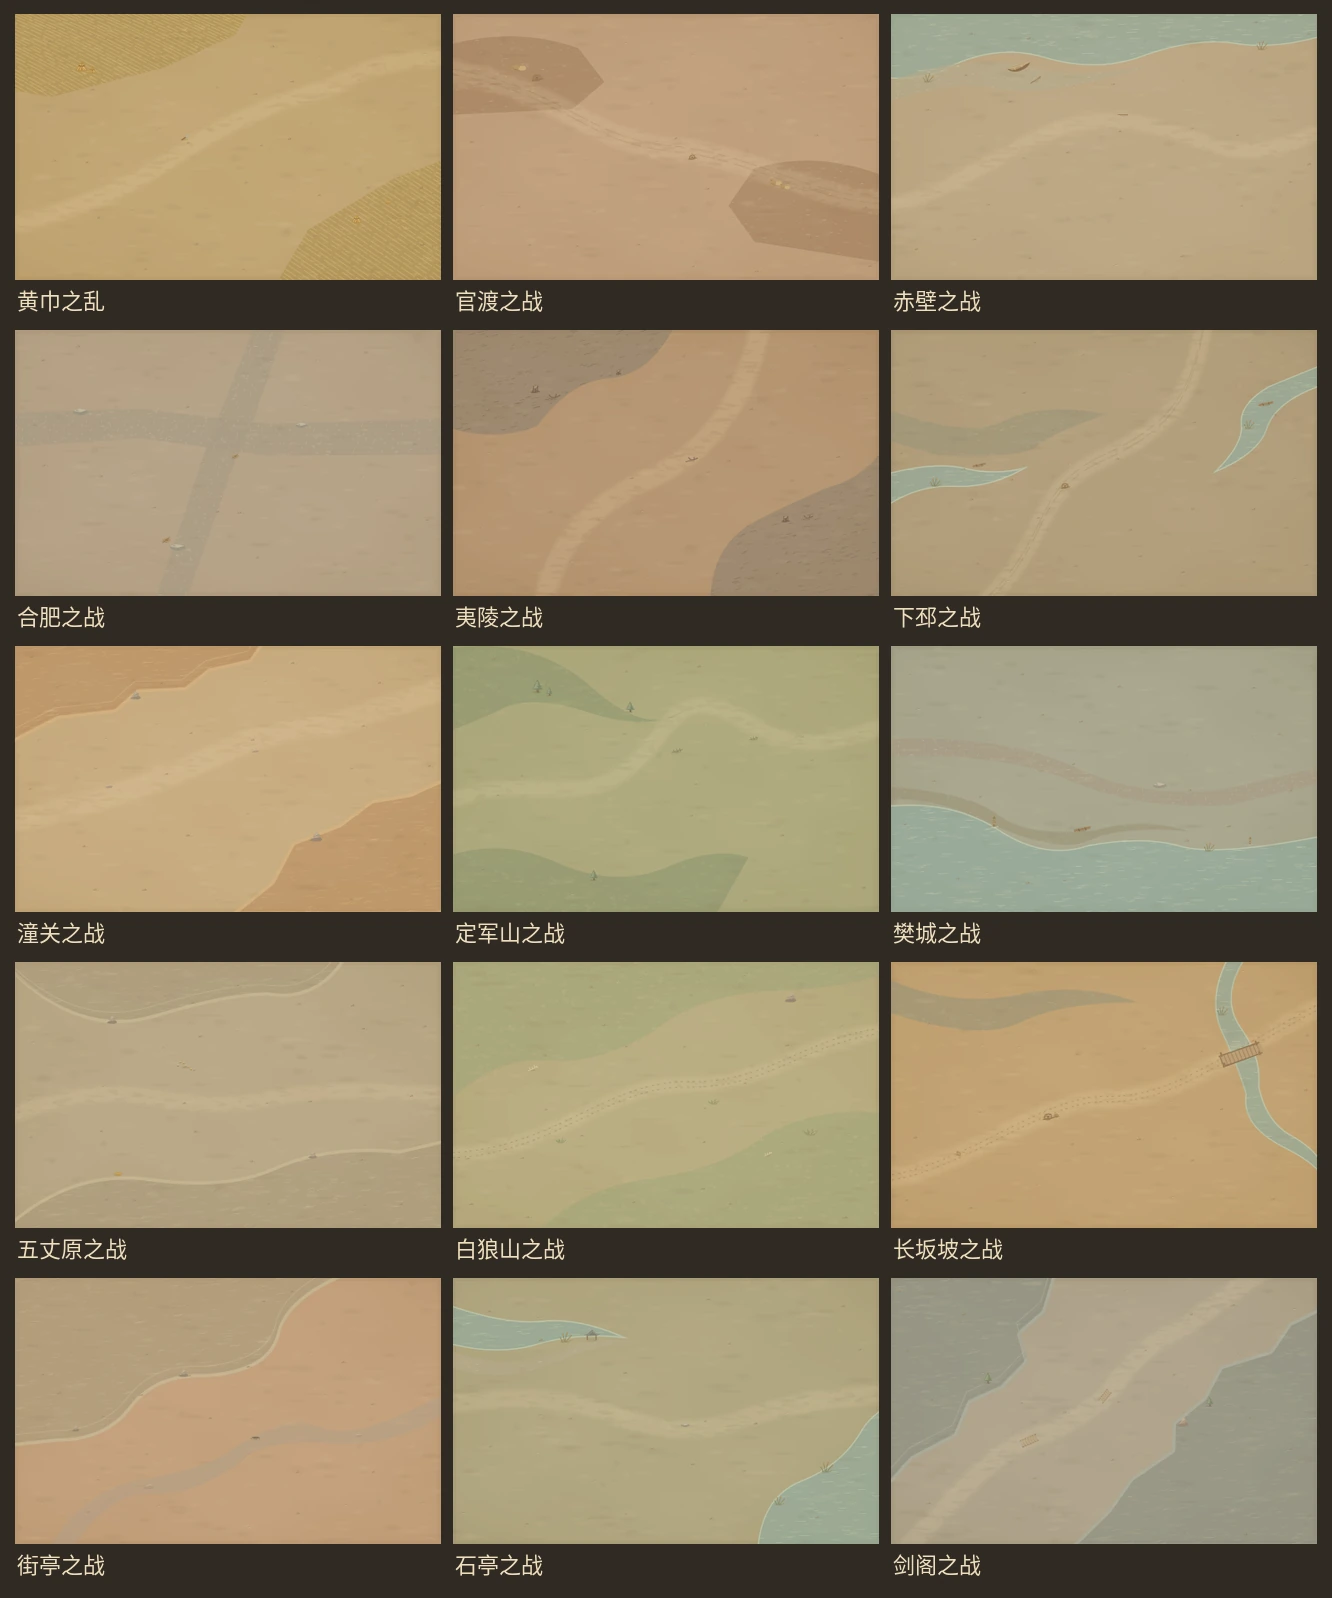 黄巾之乱
官渡之战
赤壁之战
合肥之战
夷陵之战
下邳之战
潼关之战
定军山之战
樊城之战
五丈原之战
白狼山之战
长坂坡之战
街亭之战
石亭之战
剑阁之战